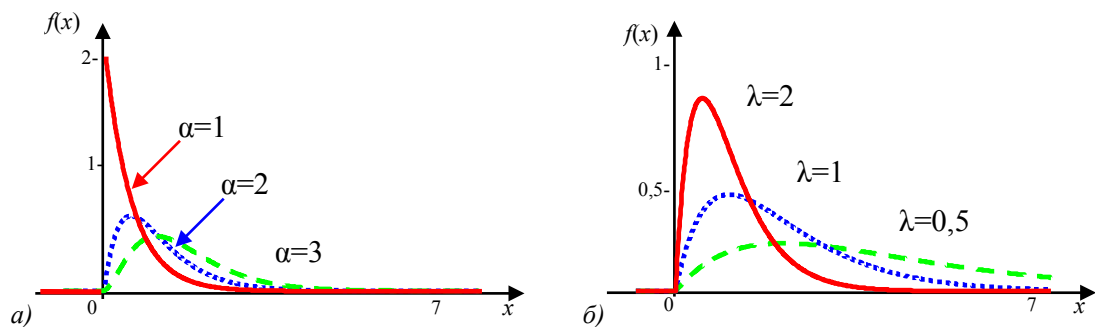 f(x)
2-
1-
α=1
α=2
α=3
0
7
x
а)
f(x)
1-
0,5-
λ=2
λ=1
λ=0,5
0
7
x
б)